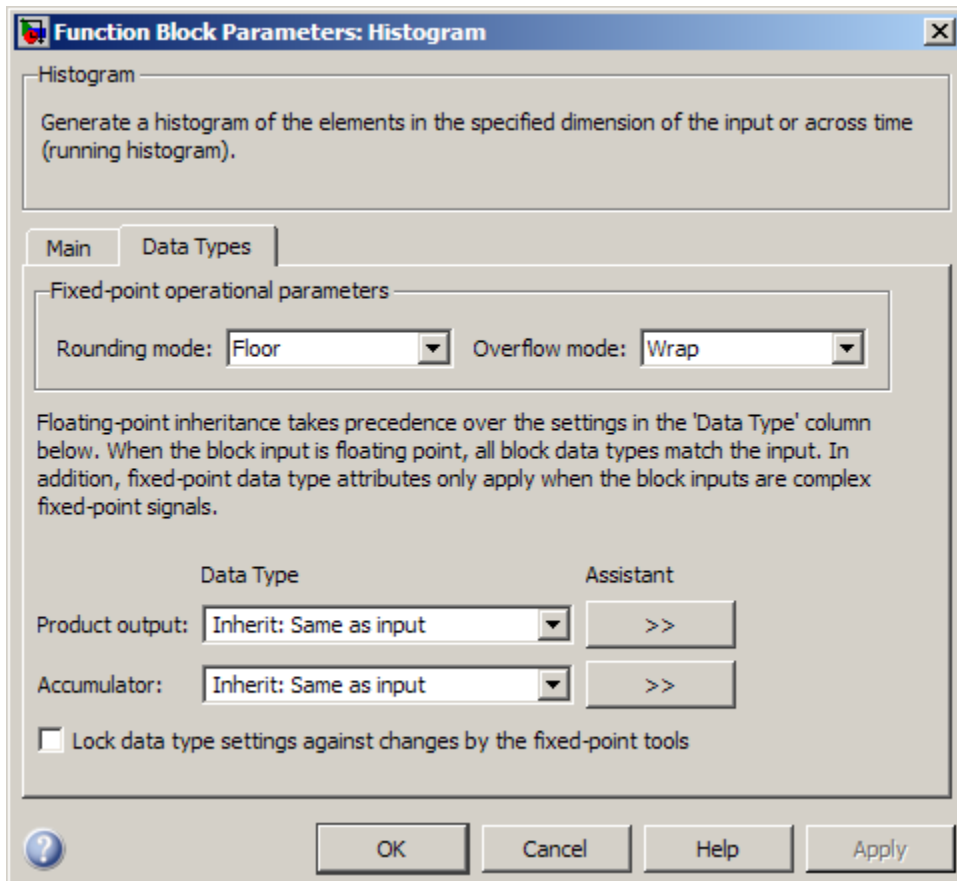 Function Block Parameters: Histogram
Histogram
Generate a histogram of the elements in the specified dimension of the input or across time
(running histogram).
Main Data Types
Fixed-point operational parameters
Rounding mode: Floor Overflow mode: Wrap
Floating-point inheritance takes precedence over the settings in the 'Data Type' column
below. When the block input is floating point, all block data types match the input. In
addition, fixed-point data type attributes only apply when the block inputs are complex
fixed-point signals.
Data Type Assistant
Product output: Inherit: Same as input >>
Accumulator: Inherit: Same as input >>
Lock data type settings against changes by the fixed-point tools
? OK Cancel Help Apply